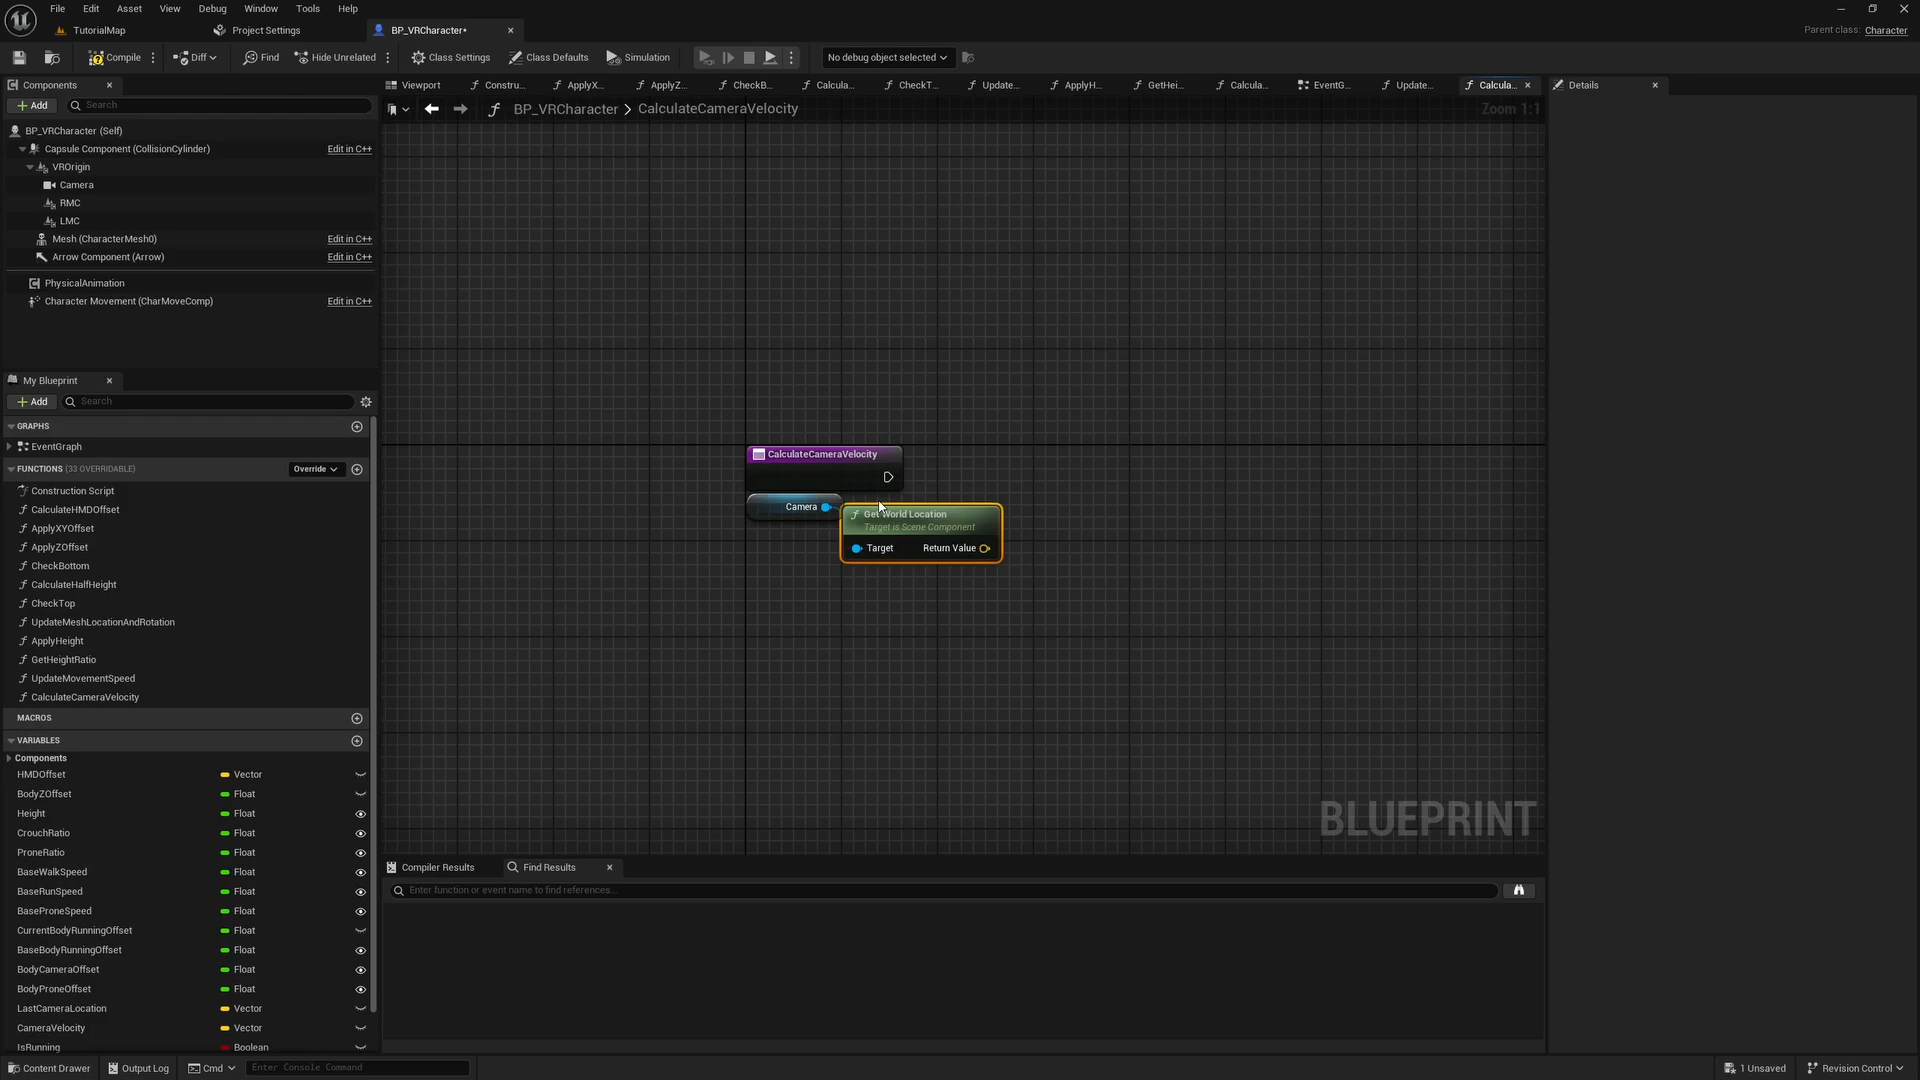 File Edit Asset View Debug Window Tools Help
TutorialMap
Project Settings
BP_VRCharacter*
Parent class: Character
Compile
Diff
Find
Hide Unrelated
Class Settings
Class Defaults
Simulation
No debug object selected
Components
Viewport
Constru...
ApplyX...
ApplyZ...
CheckB...
Calcula...
CheckT...
Update...
ApplyH...
GetHei...
Calcula...
EventG...
Update...
Calcula...
Details
+ Add
Search
BP_VRCharacter > CalculateCameraVelocity
Zoom 1:1
BP_VRCharacter (Self)
Capsule Component (CollisionCylinder) Edit in C++
VROrigin
Camera
RMC
LMC
Mesh (CharacterMesh0) Edit in C++
Arrow Component (Arrow) Edit in C++
PhysicalAnimation
Character Movement (CharMoveComp) Edit in C++
My Blueprint
+ Add
Search
GRAPHS
EventGraph
FUNCTIONS (33 OVERRIDABLE)
Override
Construction Script
CalculateHMDOffset
ApplyXYOffset
ApplyZOffset
CheckBottom
CalculateHalfHeight
CheckTop
UpdateMeshLocationAndRotation
ApplyHeight
GetHeightRatio
UpdateMovementSpeed
CalculateCameraVelocity
MACROS
VARIABLES
Components
HMDOffset Vector
BodyZOffset Float
Height Float
CrouchRatio Float
ProneRatio Float
BaseWalkSpeed Float
BaseRunSpeed Float
BaseProneSpeed Float
CurrentBodyRunningOffset Float
BaseBodyRunningOffset Float
BodyCameraOffset Float
BodyProneOffset Float
LastCameraLocation Vector
CameraVelocity Vector
IsRunning Boolean
CalculateCameraVelocity
Camera
Get World Location
Target is Scene Component
Target
Return Value
BLUEPRINT
Compiler Results
Find Results
Enter function or event name to find references...
Content Drawer
Output Log
Cmd
Enter Console Command
1 Unsaved
Revision Control